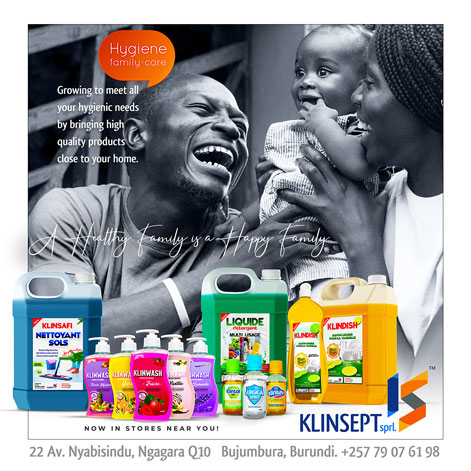 Hygiene
family-care
Growing to meet all
your hygienic needs
by bringing high
quality products
close to your home.
A Healthy Family is a Happy Family
KLINSAFI
NETTOYANT
SOLS
KLINWASH
KLINWASH
KLINWASH
LIQUIDE
détergent
MULTI USAGE
KLINDISH
KLINDISH
NOW IN STORES NEAR YOU!
KLINSEPT sprl.
TM
22 Av. Nyabisindu, Ngagara Q10 Bujumbura, Burundi. +257 79 07 61 98